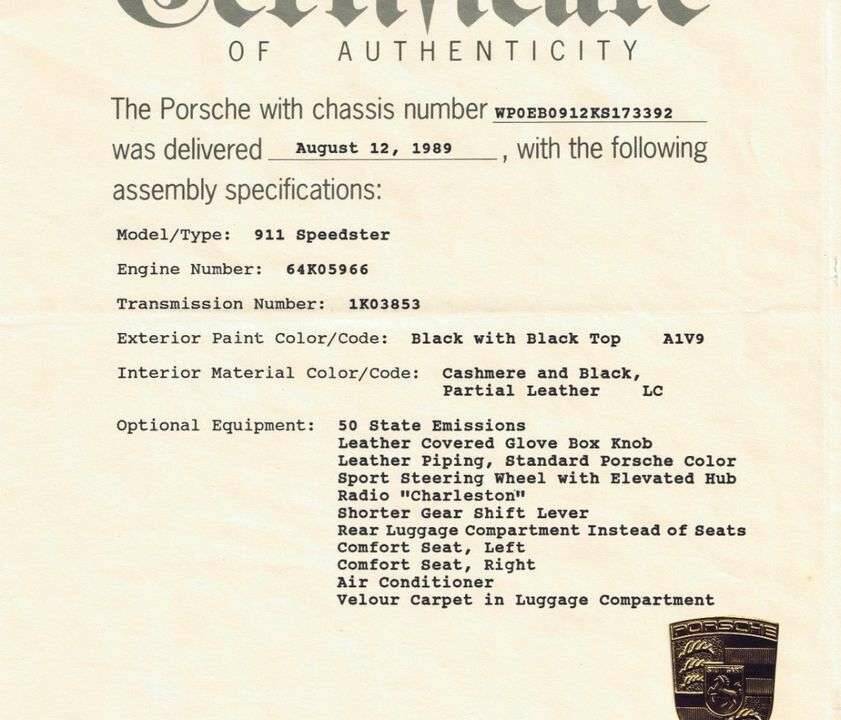 Certificate
OF AUTHENTICITY
The Porsche with chassis number WP0EB0912KS173392
was delivered August 12, 1989, with the following
assembly specifications:
Model/Type: 911 Speedster
Engine Number: 64K05966
Transmission Number: 1K03853
Exterior Paint Color/Code: Black with Black Top A1V9
Interior Material Color/Code: Cashmere and Black,
Partial Leather LC
Optional Equipment: 50 State Emissions
Leather Covered Glove Box Knob
Leather Piping, Standard Porsche Color
Sport Steering Wheel with Elevated Hub
Radio "Charleston"
Shorter Gear Shift Lever
Rear Luggage Compartment Instead of Seats
Comfort Seat, Left
Comfort Seat, Right
Air Conditioner
Velour Carpet in Luggage Compartment
PORSCHE